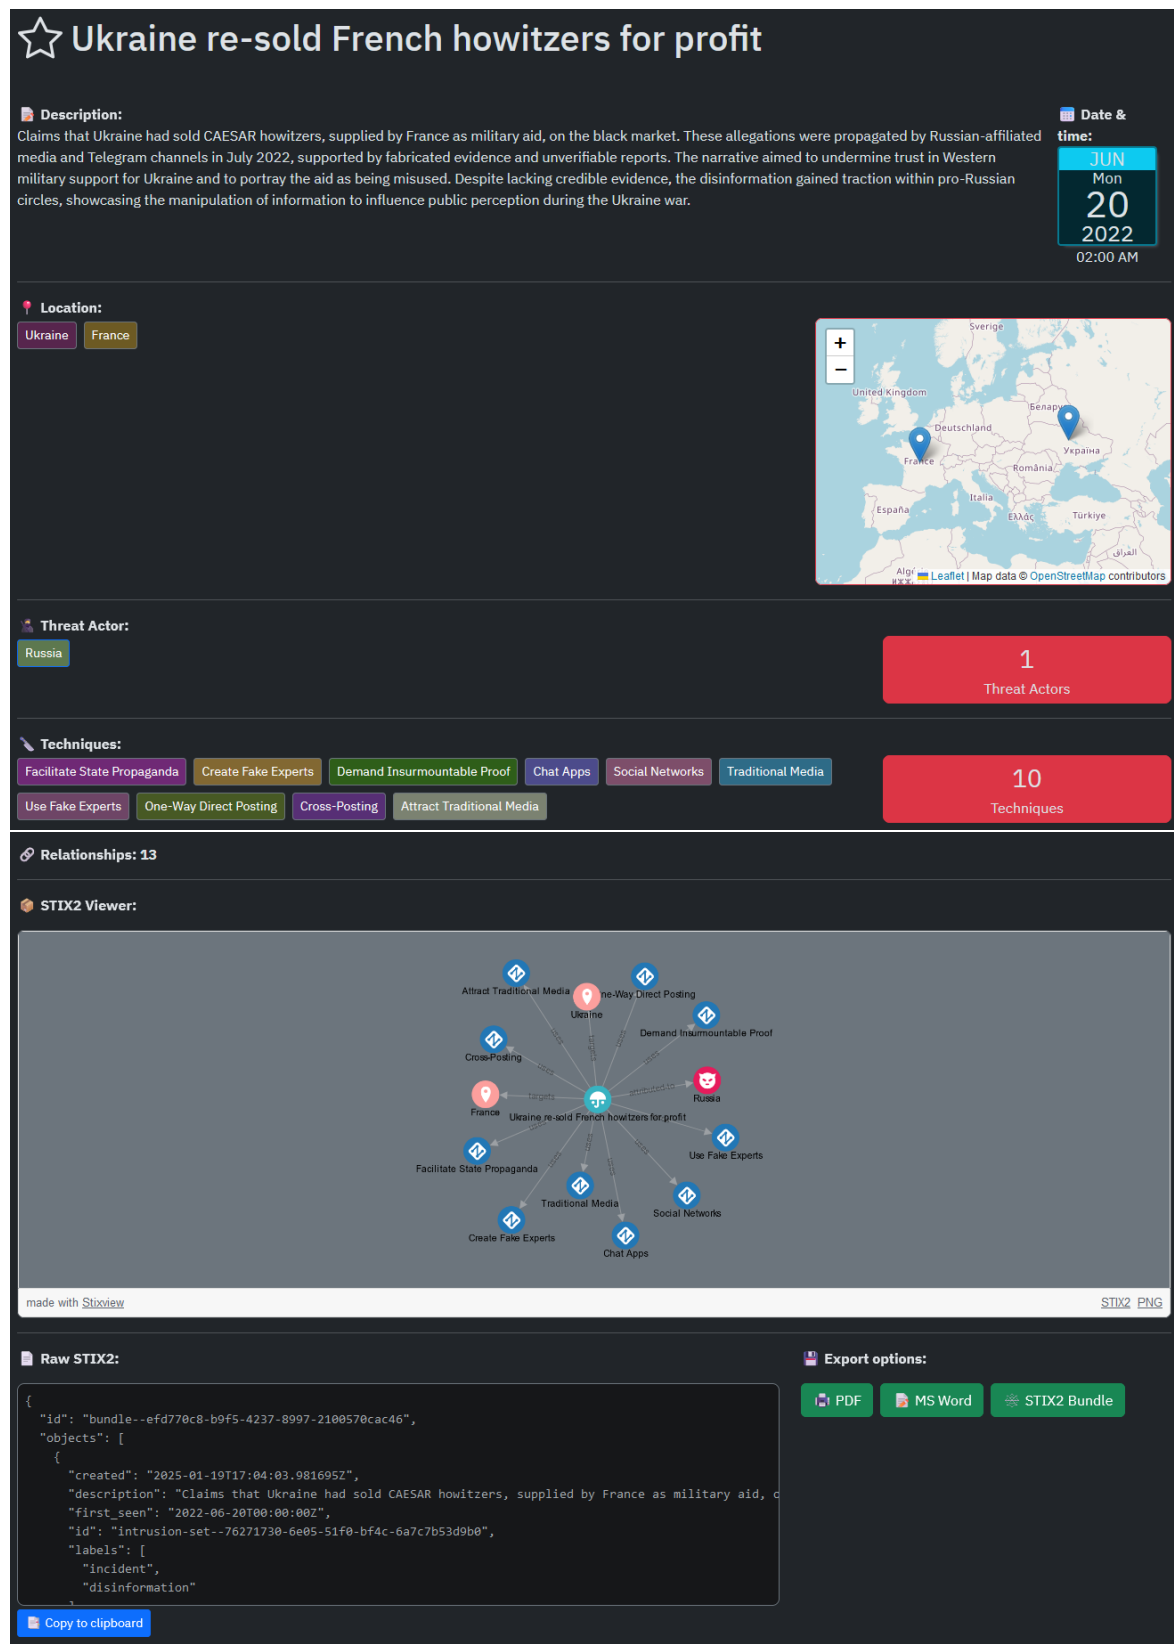 Ukraine re-sold French howitzers for profit
Description:
Claims that Ukraine had sold CAESAR howitzers, supplied by France as military aid, on the black market. These allegations were propagated by Russian-affiliated
media and Telegram channels in July 2022, supported by fabricated evidence and unverifiable reports. The narrative aimed to undermine trust in Western
military support for Ukraine and to portray the aid as being misused. Despite lacking credible evidence, the disinformation gained traction within pro-Russian
circles, showcasing the manipulation of information to influence public perception during the Ukraine war.
Date &
time:
JUN
Mon
20
2022
02:00 AM
Location:
Ukraine France
+
−
Sverige
United Kingdom
Белару
Deutschland
France
Україна
România
Italia
España
Ελλάς
Türkiye
العراق
Leaflet | Map data © OpenStreetMap contributors
Threat Actor:
Russia
1
Threat Actors
Techniques:
Facilitate State Propaganda Create Fake Experts Demand Insurmountable Proof Chat Apps Social Networks Traditional Media
Use Fake Experts One-Way Direct Posting Cross-Posting Attract Traditional Media
10
Techniques
Relationships: 13
STIX2 Viewer:
Attract Traditional Media
ne-Way Direct Posting
Ukraine
Demand Insurmountable Proof
Cross-Posting
targets
France
targets
attributed-to
Russia
Ukraine re-sold French howitzers for profit
Use Fake Experts
Facilitate State Propaganda
Traditional Media
Social Networks
Create Fake Experts
Chat Apps
made with Stixview
STIX2 PNG
Raw STIX2:
{
"id": "bundle--efd770c8-b9f5-4237-8997-2100570cac46",
"objects": [
{
"created": "2025-01-19T17:04:03.981695Z",
"description": "Claims that Ukraine had sold CAESAR howitzers, supplied by France as military aid, c
"first_seen": "2022-06-20T00:00:00Z",
"id": "intrusion-set--76271730-6e05-51f0-bf4c-6a7c7b53d9b0",
"labels": [
"incident",
"disinformation"
Copy to clipboard
Export options:
PDF MS Word STIX2 Bundle